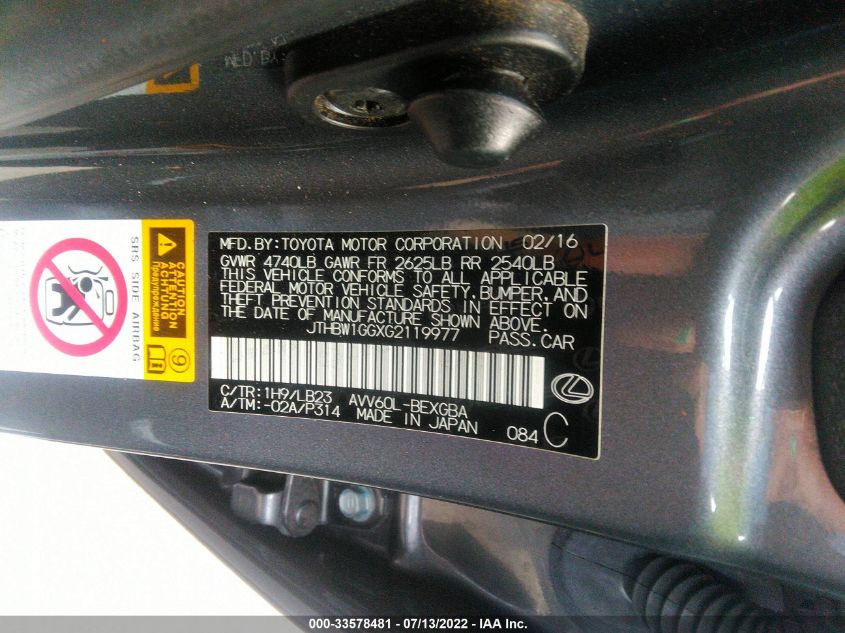 SRS SIDE AIRBAG
CAUTION
ATTENTION
ACHTUNG
Предупреждение
9
MFD. BY: TOYOTA MOTOR CORPORATION 02/16
GVWR 4740LB GAWR FR 2625LB RR 2540LB
THIS VEHICLE CONFORMS TO ALL APPLICABLE
FEDERAL MOTOR VEHICLE SAFETY, BUMPER, AND
THEFT PREVENTION STANDARDS IN EFFECT ON
THE DATE OF MANUFACTURE SHOWN ABOVE.
JTHBW1GGXG2119977 PASS. CAR
C/TR: 1H9/LB23 AVV60L-BEXGBA
A/TM: -02A/P314 MADE IN JAPAN 084 C
000-33578481 - 07/13/2022 - IAA Inc.